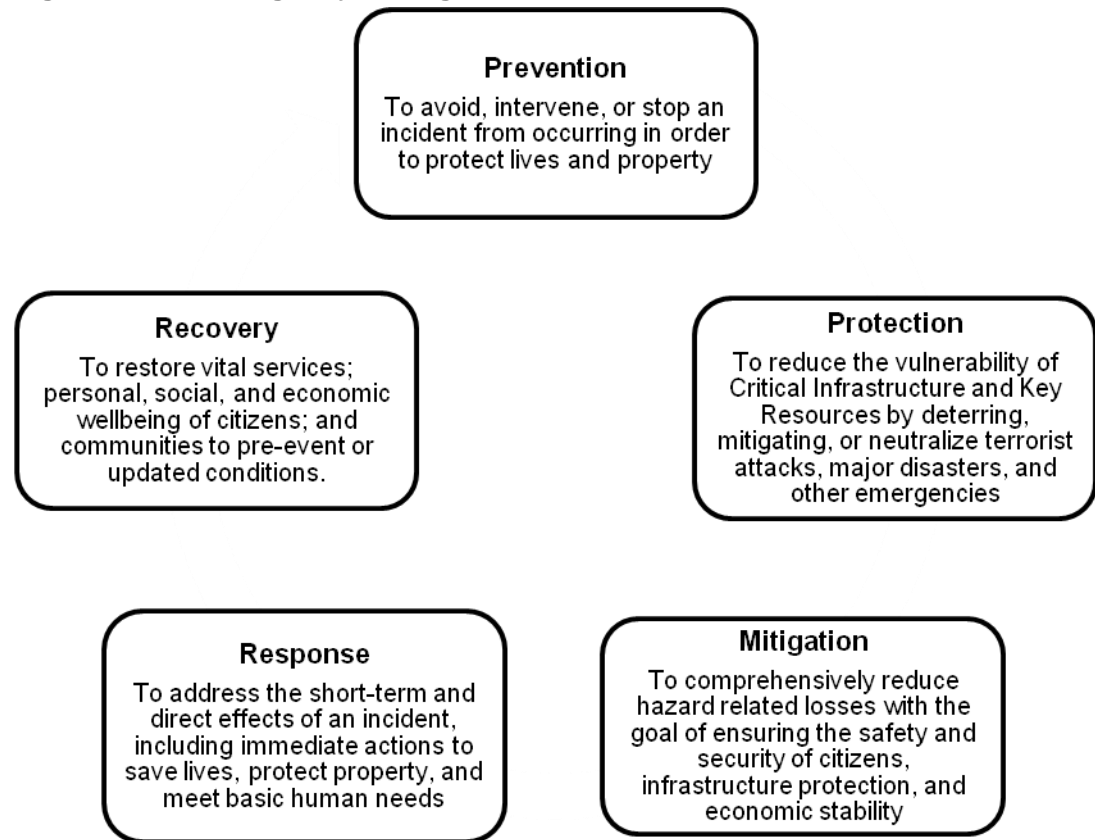 Prevention
To avoid, intervene, or stop an
incident from occurring in order
to protect lives and property
Recovery
To restore vital services;
personal, social, and economic
wellbeing of citizens; and
communities to pre-event or
updated conditions.
Protection
To reduce the vulnerability of
Critical Infrastructure and Key
Resources by deterring,
mitigating, or neutralize terrorist
attacks, major disasters, and
other emergencies
Response
To address the short-term and
direct effects of an incident,
including immediate actions to
save lives, protect property, and
meet basic human needs
Mitigation
To comprehensively reduce
hazard related losses with the
goal of ensuring the safety and
security of citizens,
infrastructure protection, and
economic stability